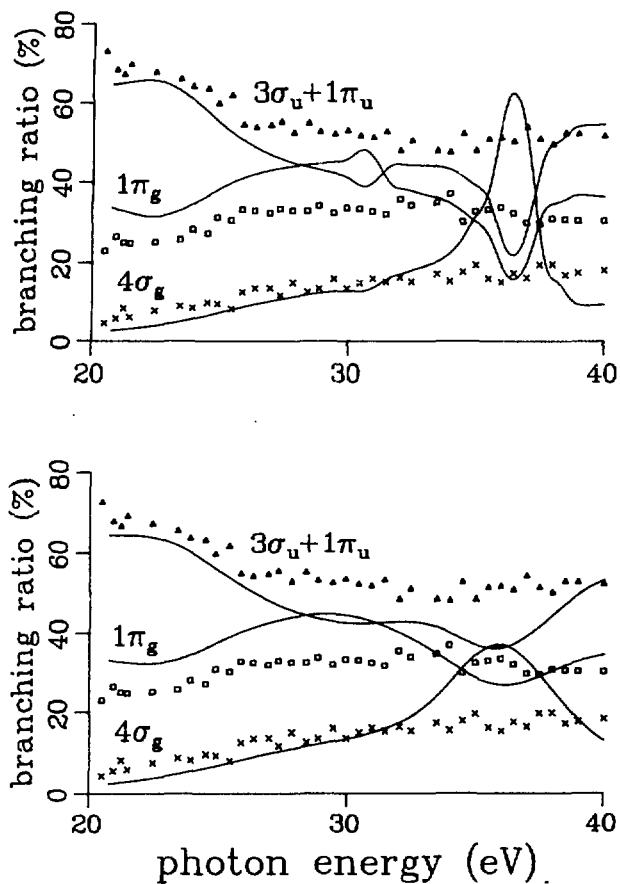 branching ratio (%)
80
60
40
20
0
3σu+1πu
1πg
4σg
20
30
40
branching ratio (%)
80
60
40
20
0
3σu+1πu
1πg
4σg
20
30
40
photon energy (eV)